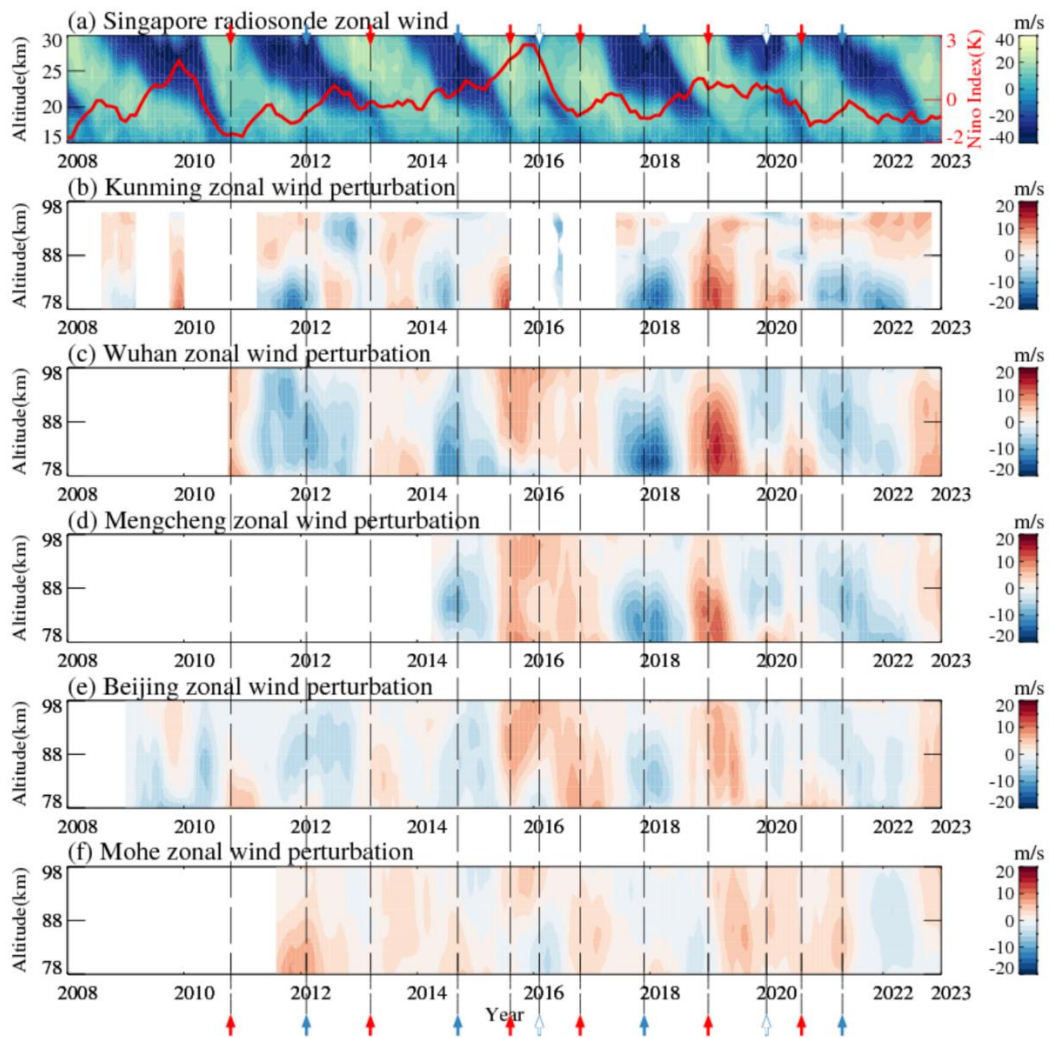 (a) Singapore radiosonde zonal wind
m/s
Altitude(km)
30
25
20
15
3
0
-2
Nino Index(K)
40
20
0
-20
-40
2008 2010 2012 2014 2016 2018 2020 2022 2023
(b) Kunming zonal wind perturbation
m/s
Altitude(km)
98
88
78
20
10
0
-10
-20
2008 2010 2012 2014 2016 2018 2020 2022 2023
(c) Wuhan zonal wind perturbation
m/s
Altitude(km)
98
88
78
20
10
0
-10
-20
2008 2010 2012 2014 2016 2018 2020 2022 2023
(d) Mengcheng zonal wind perturbation
m/s
Altitude(km)
98
88
78
20
10
0
-10
-20
2008 2010 2012 2014 2016 2018 2020 2022 2023
(e) Beijing zonal wind perturbation
m/s
Altitude(km)
98
88
78
20
10
0
-10
-20
2008 2010 2012 2014 2016 2018 2020 2022 2023
(f) Mohe zonal wind perturbation
m/s
Altitude(km)
98
88
78
20
10
0
-10
-20
2008 2010 2012 2014 2016 2018 2020 2022 2023
Year